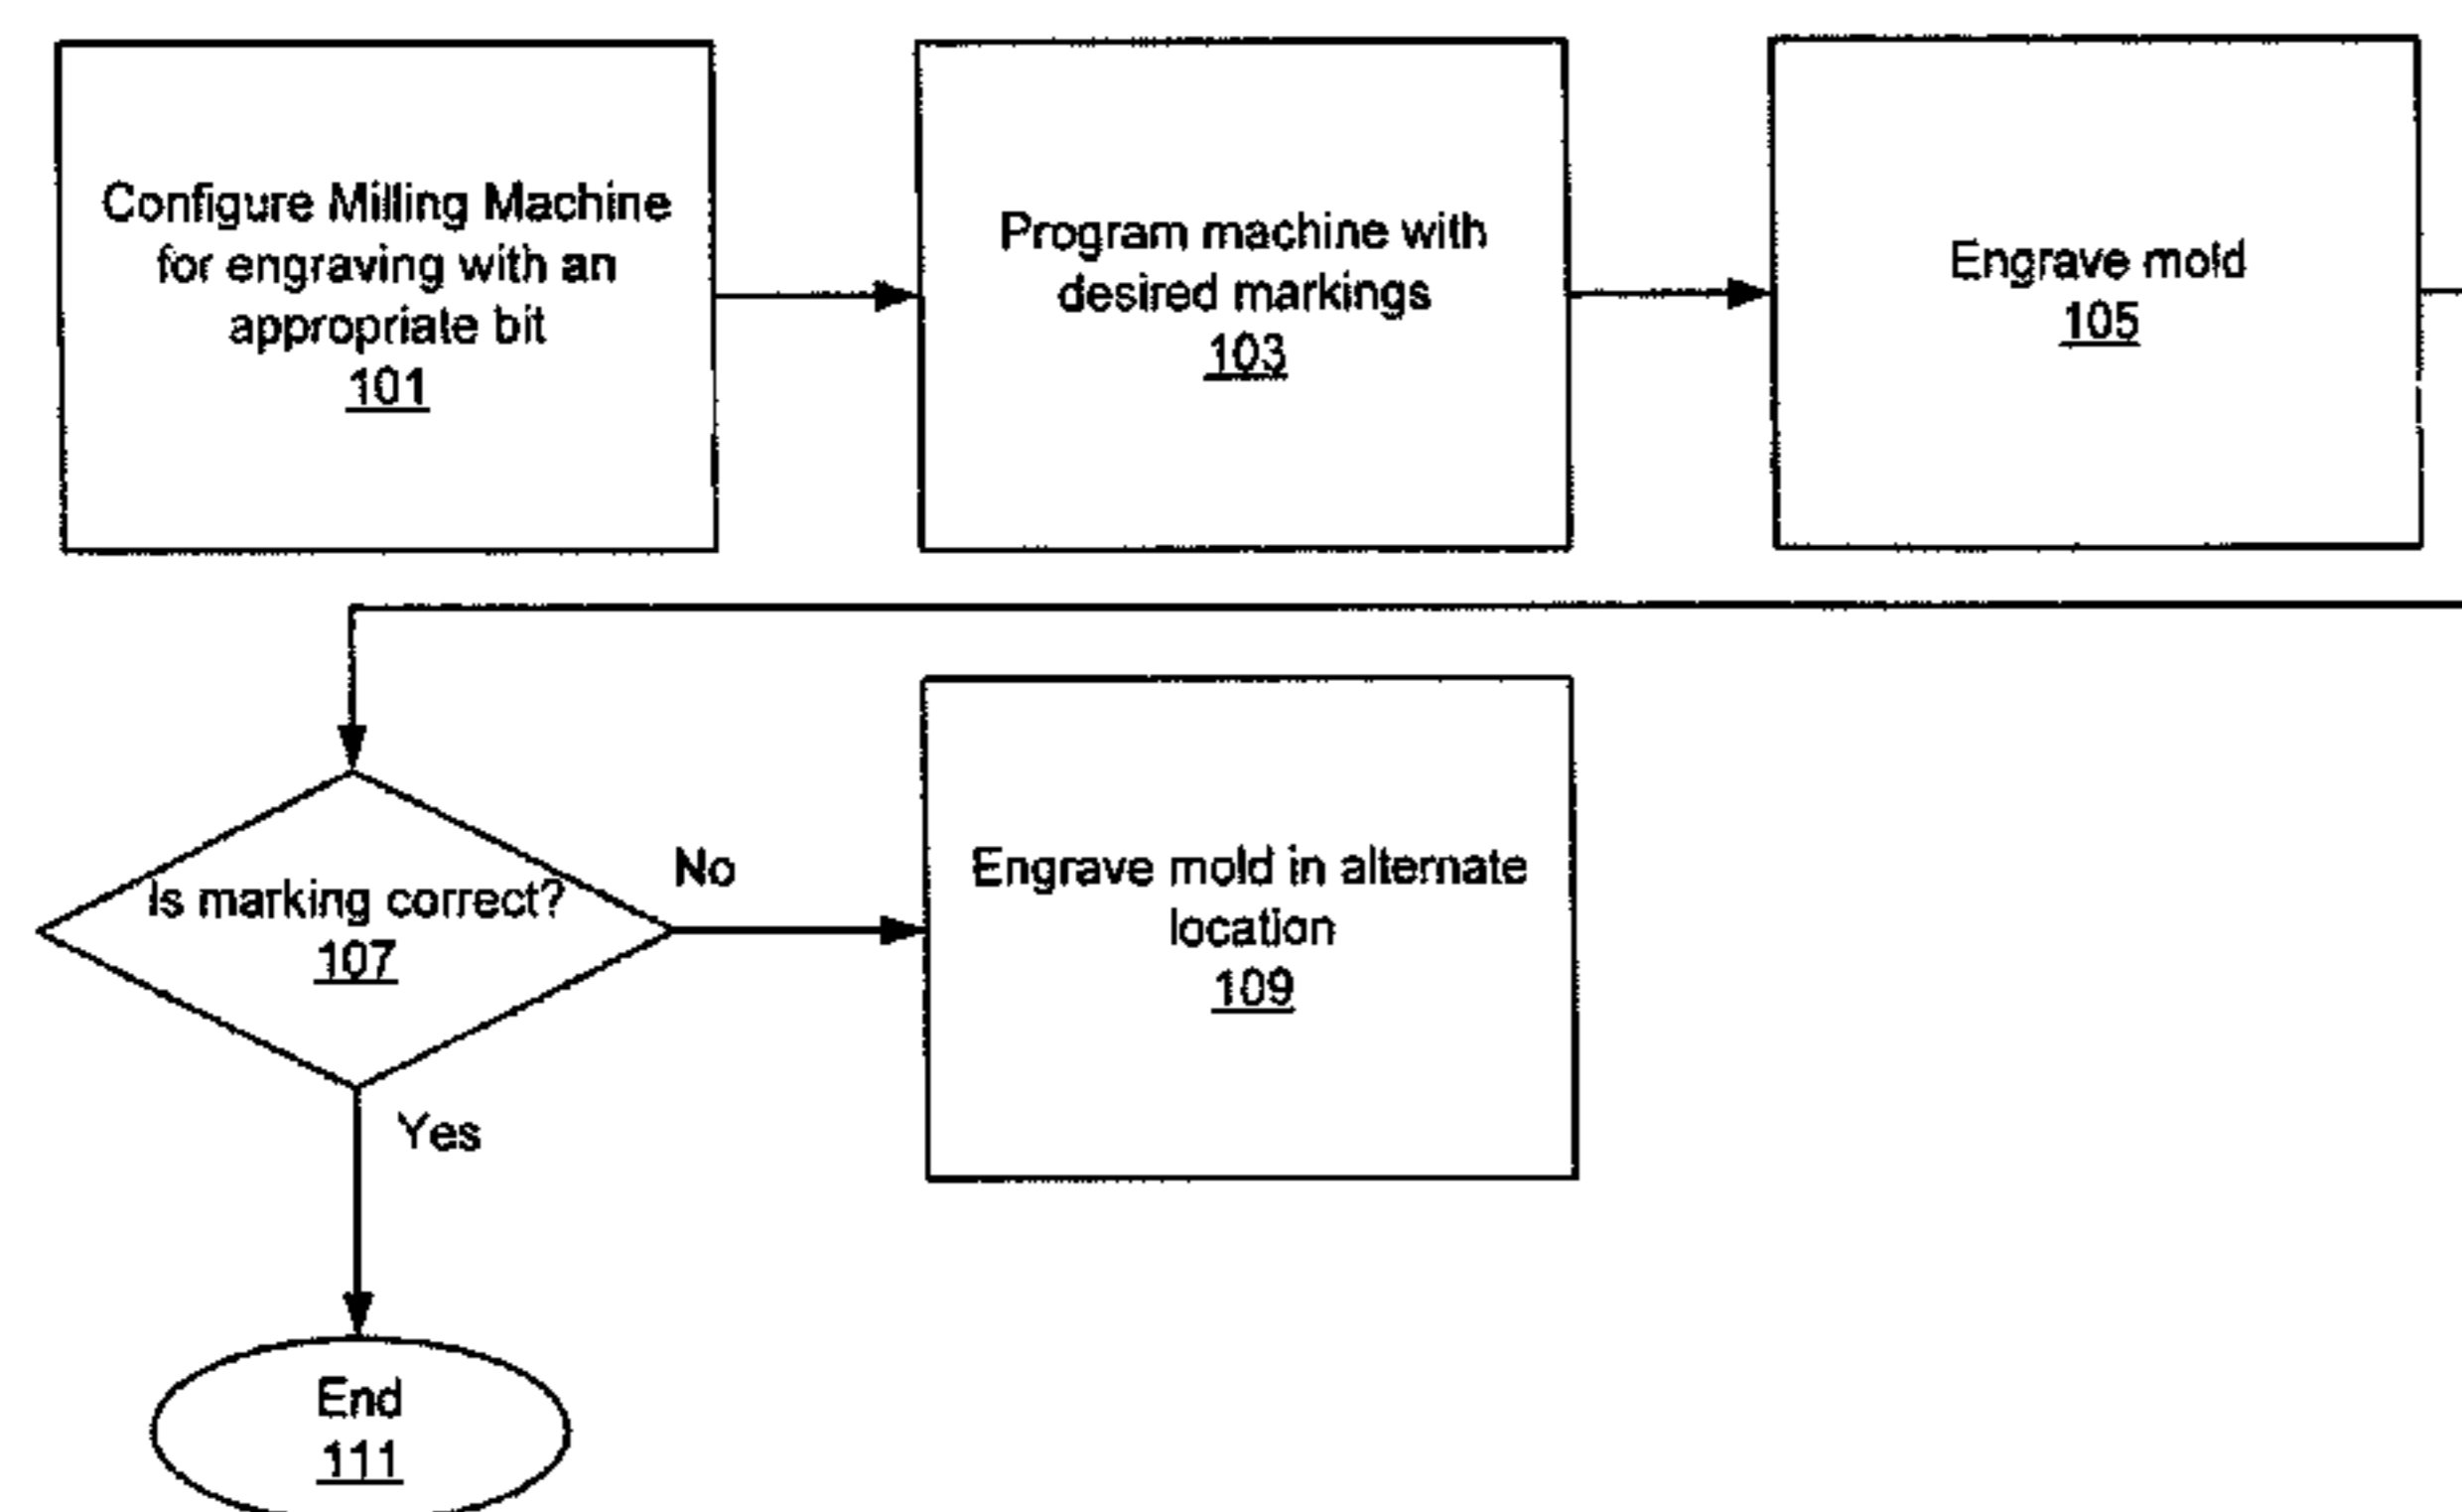 Configure Milling Machine
for engraving with an
appropriate bit
101
Program machine with
desired markings
103
Engrave mold
105
Is marking correct?
107
No
Engrave mold in alternate
location
109
Yes
End
111